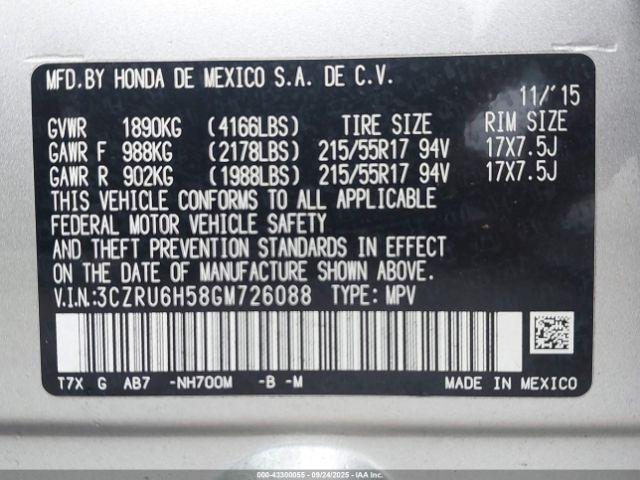 MFD.BY HONDA DE MEXICO S.A. DE C.V.
11/'15
GVWR 1890KG (4166LBS) TIRE SIZE RIM SIZE
GAWR F 988KG (2178LBS) 215/55R17 94V 17X7.5J
GAWR R 902KG (1988LBS) 215/55R17 94V 17X7.5J
THIS VEHICLE CONFORMS TO ALL APPLICABLE
FEDERAL MOTOR VEHICLE SAFETY
AND THEFT PREVENTION STANDARDS IN EFFECT
ON THE DATE OF MANUFACTURE SHOWN ABOVE.
V.I.N.:3CZRU6H58GM726088 TYPE: MPV
T7X G AB7 -NH700M -B -M MADE IN MEXICO
000-43300055 - 09/24/2025 - IAAI.COM